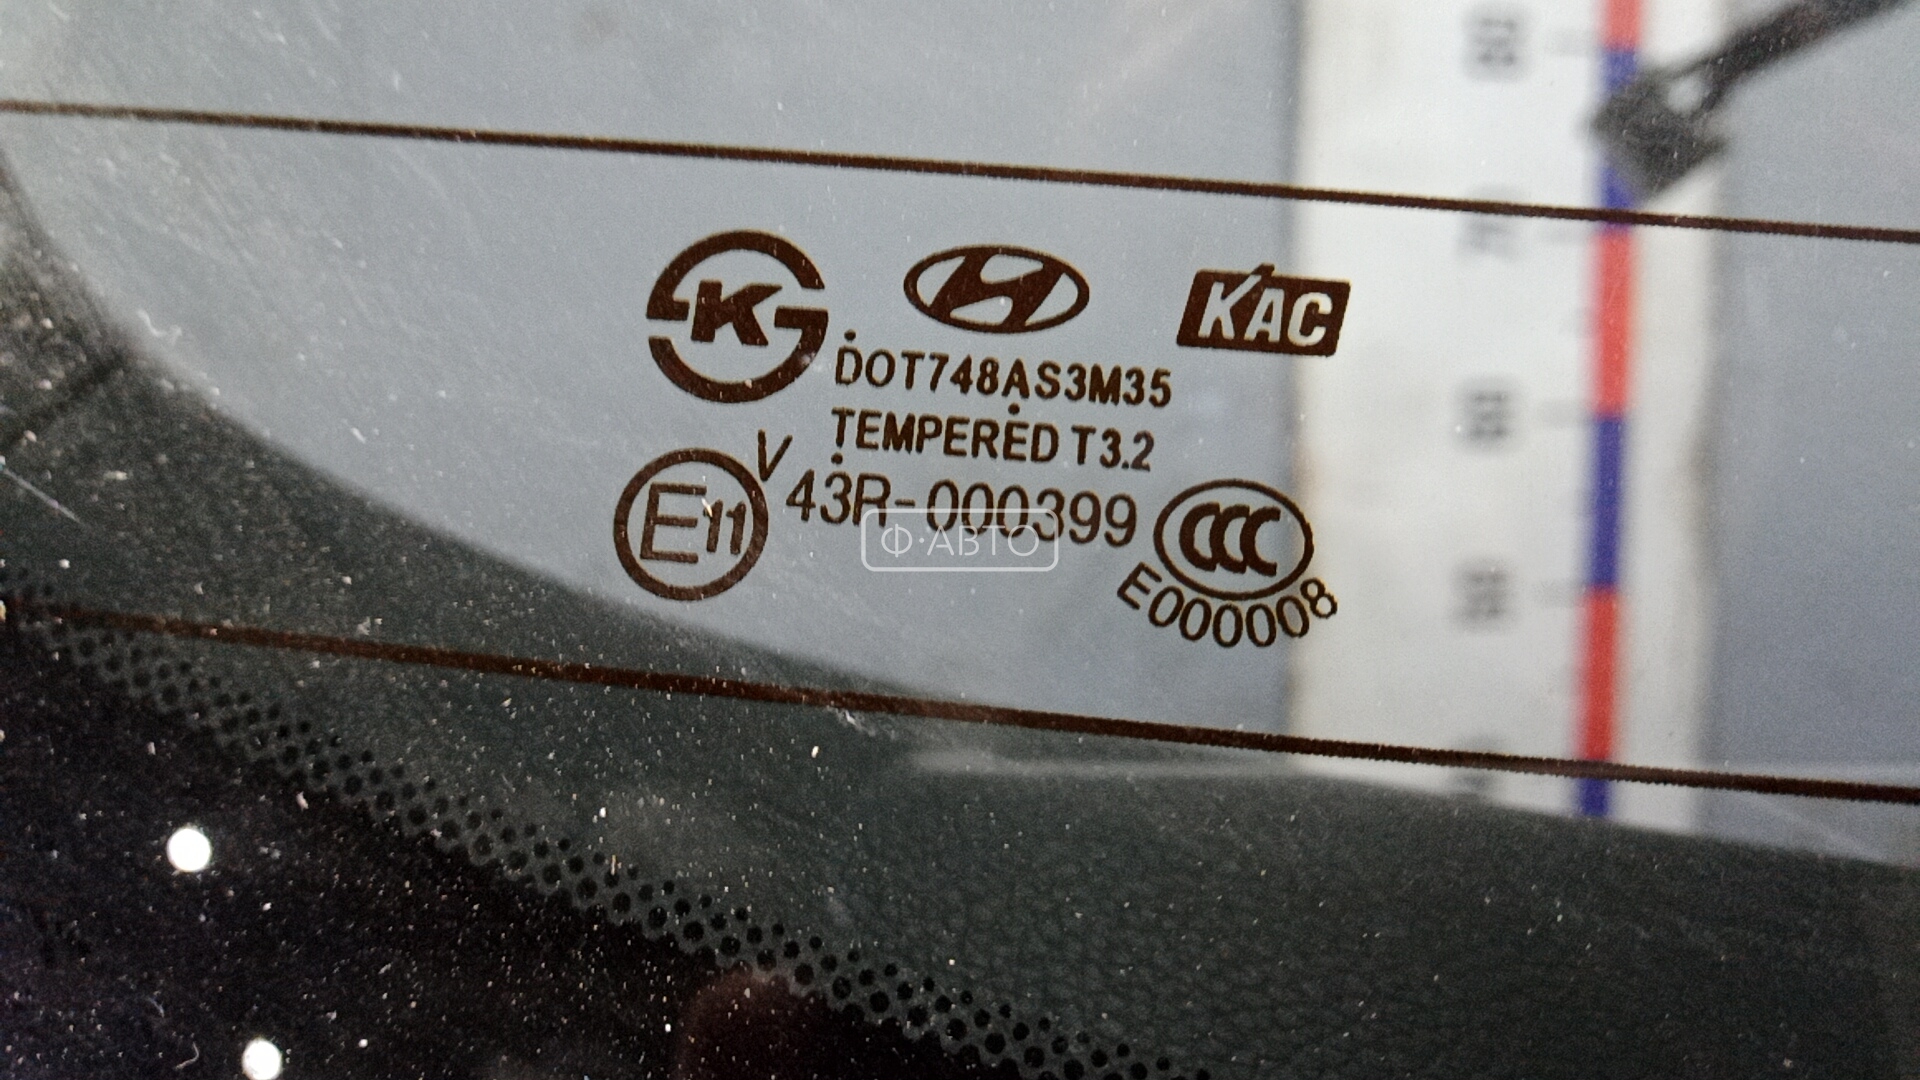 K
KAC
DOT748AS3M35
TEMPERED T3.2
V
E11
43R-000399
CCC
E000008
Ф·АВТО